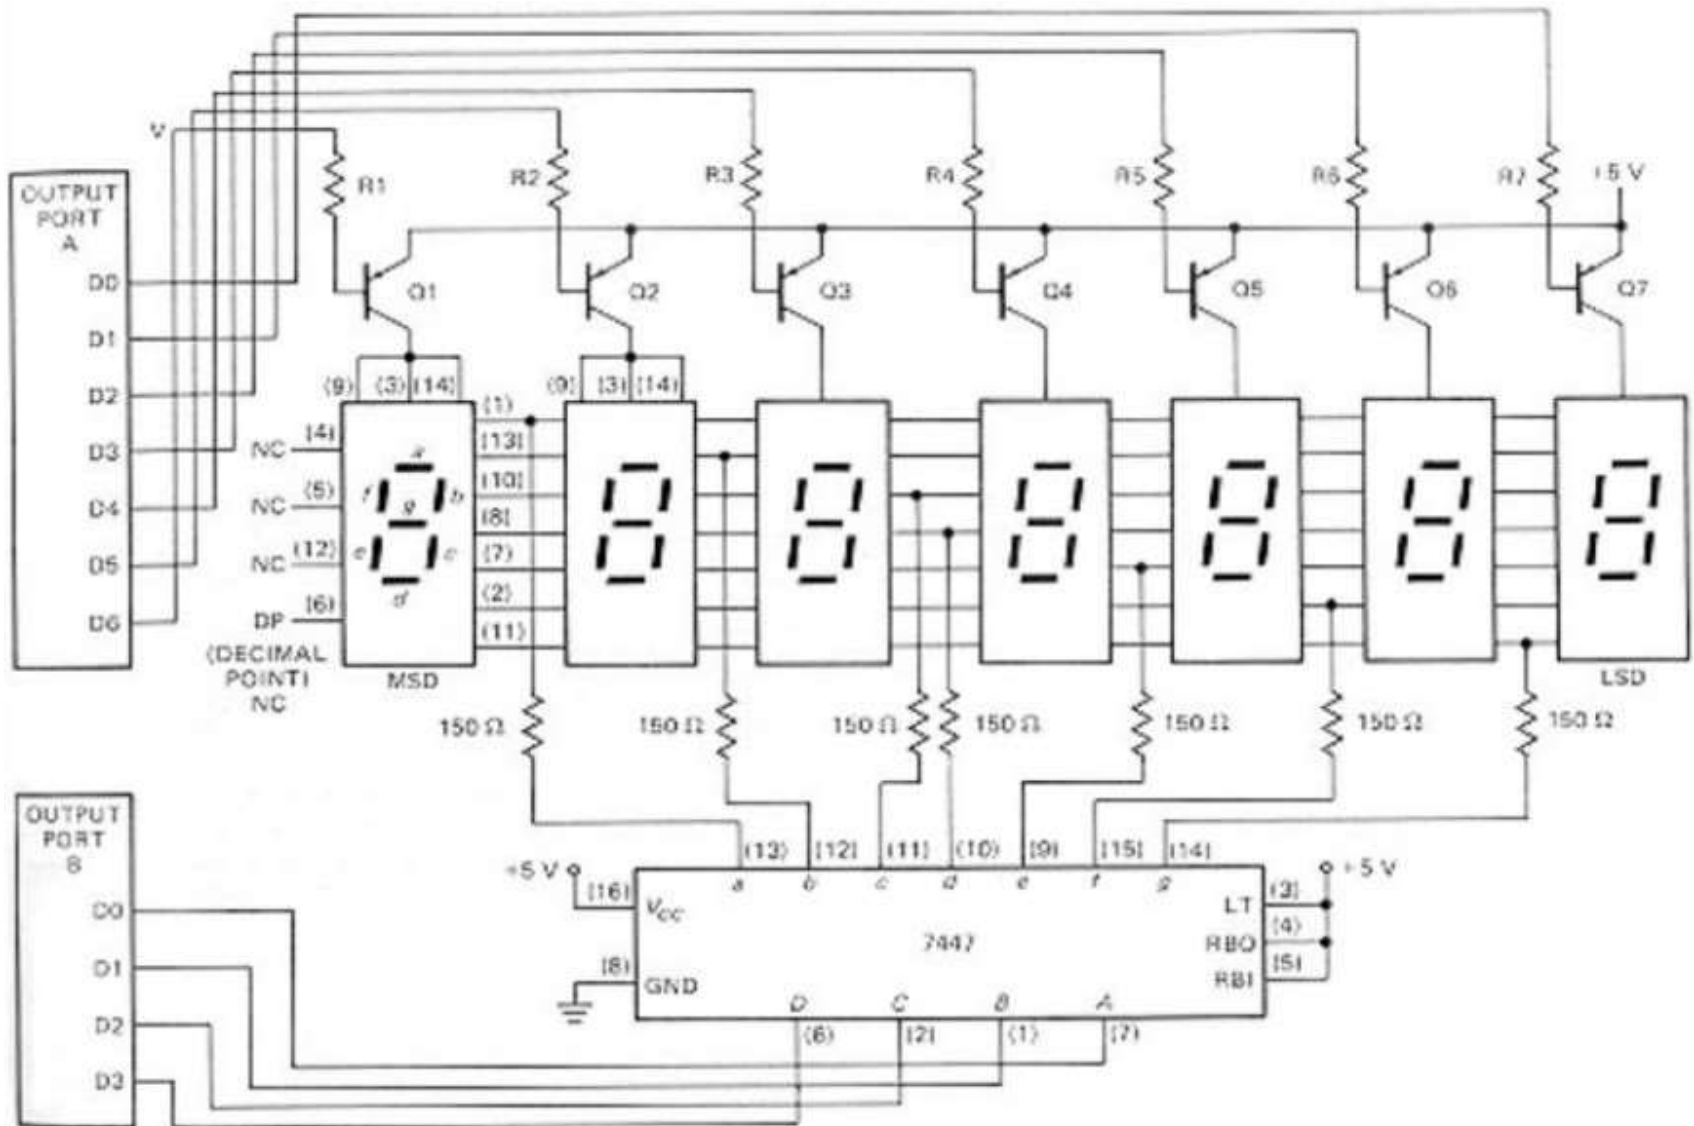 V
R1
R2
R3
R4
R5
R6
R7
+5 V
OUTPUT
PORT
A
D0
D1
D2
D3
D4
D5
D6
Q1
Q2
Q3
Q4
Q5
Q6
Q7
(9) (3) (14)
(9) (3) (14)
(1)
(13)
(10)
(8)
(7)
(2)
(11)
NC (4)
NC (5)
NC (12)
DP (6)
(DECIMAL
POINT)
NC
a
f g b
e c
d
MSD
LSD
150 Ω
150 Ω
150 Ω
150 Ω
150 Ω
150 Ω
150 Ω
OUTPUT
PORT
B
D0
D1
D2
D3
+5 V
(13) (12) (11) (10) (9) (15) (14)
+5 V
a b c d e f g
(16) VCC
(8) GND
7447
LT (3)
RBO (4)
RBI (5)
D C B A
(6) (2) (1) (7)